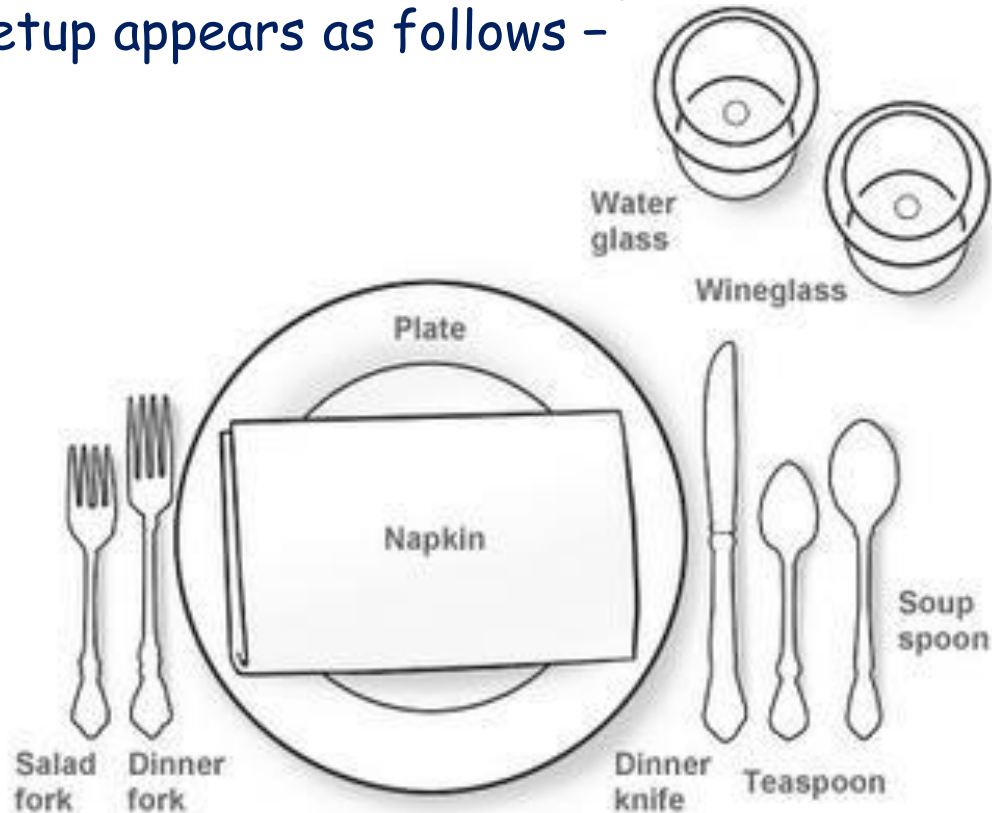 etup appears as follows –
Water
glass
Wineglass
Plate
Napkin
Soup
spoon
Salad
fork
Dinner
fork
Dinner
knife
Teaspoon